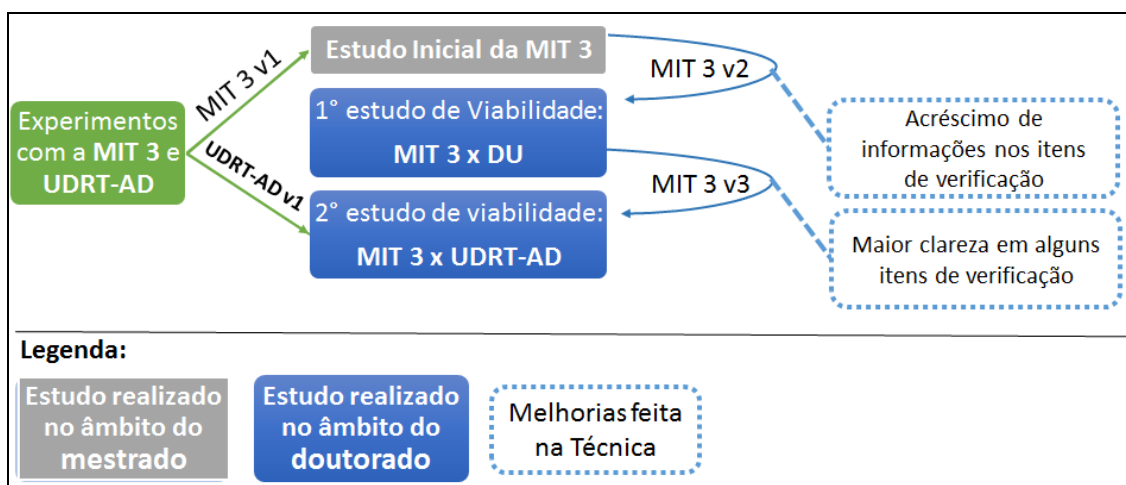 Experimentos
com a MIT 3 e
UDRT-AD
MIT 3 v1
UDRT-AD v1
Estudo Inicial da MIT 3
MIT 3 v2
1° estudo de Viabilidade:
MIT 3 x DU
MIT 3 v3
2° estudo de viabilidade:
MIT 3 x UDRT-AD
Acréscimo de
informações nos itens
de verificação
Maior clareza em alguns
itens de verificação
Legenda:
Estudo realizado
no âmbito do
mestrado
Estudo realizado
no âmbito do
doutorado
Melhorias feita
na Técnica